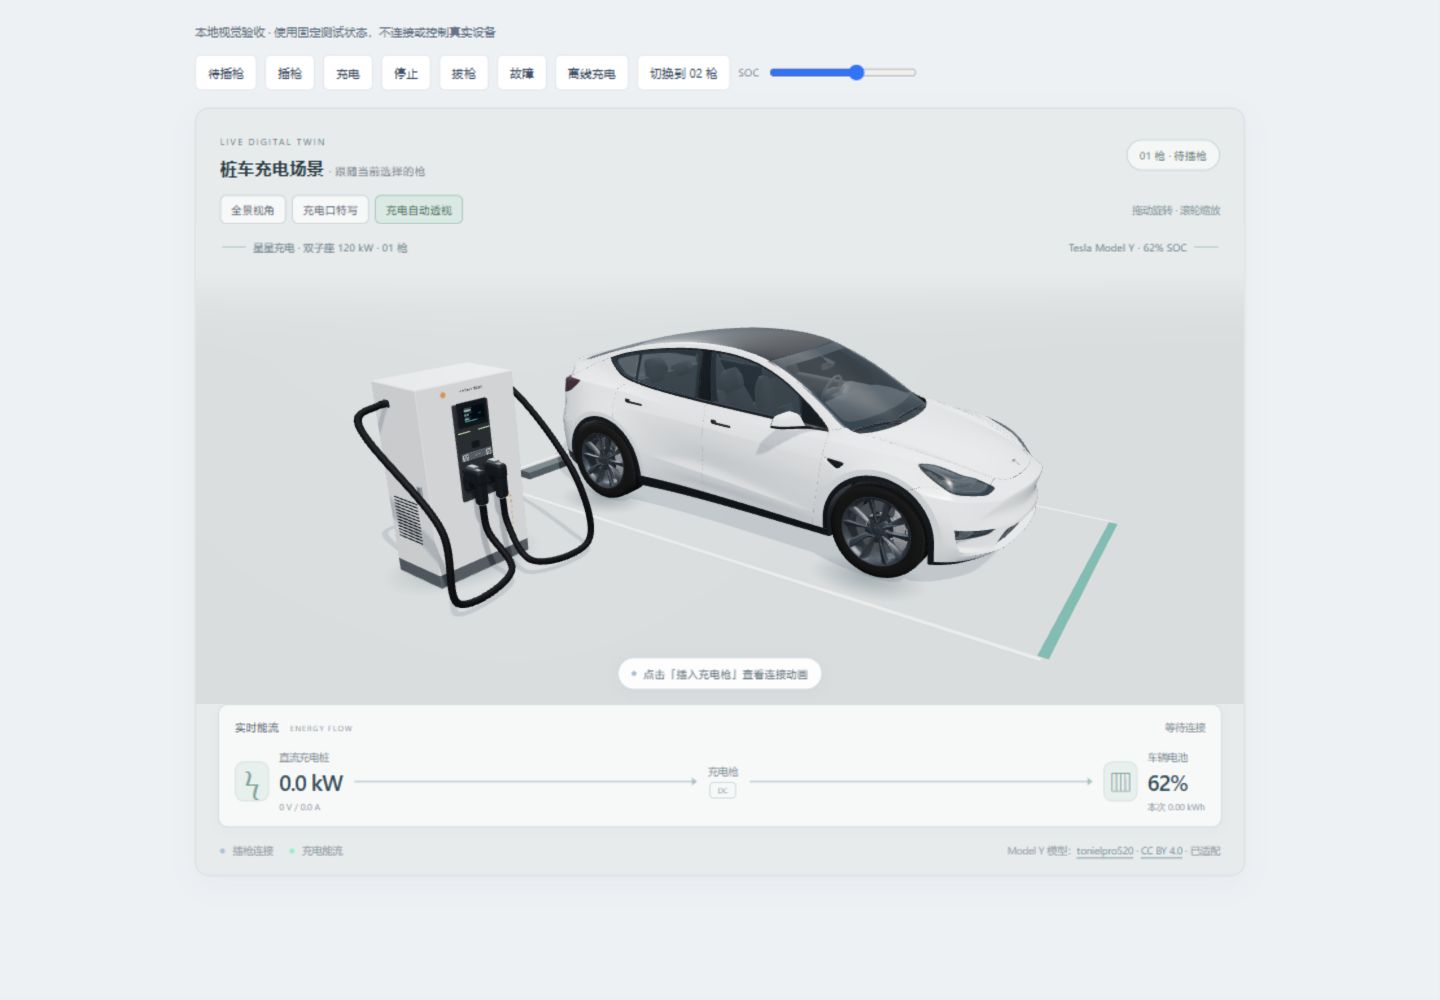 本地视觉验收 · 使用固定测试状态，不连接或控制真实设备
待插枪 插枪 充电 停止 拔枪 故障 离线充电 切换到 02 枪 SOC
LIVE DIGITAL TWIN
桩车充电场景 · 跟随当前选择的枪
01 枪 · 待插枪
全景视角 充电口特写 充电自动透视
拖动旋转 · 滚轮缩放
星星充电 · 双子座 120 kW · 01 枪
Tesla Model Y · 62% SOC
点击「插入充电枪」查看连接动画
实时能流 ENERGY FLOW
等待连接
直流充电桩
0.0 kW
0 V / 0.0 A
充电枪
DC
车辆电池
62%
本次 0.00 kWh
插枪连接 充电能流
Model Y 模型：tonielpro520 · CC BY 4.0 · 已适配